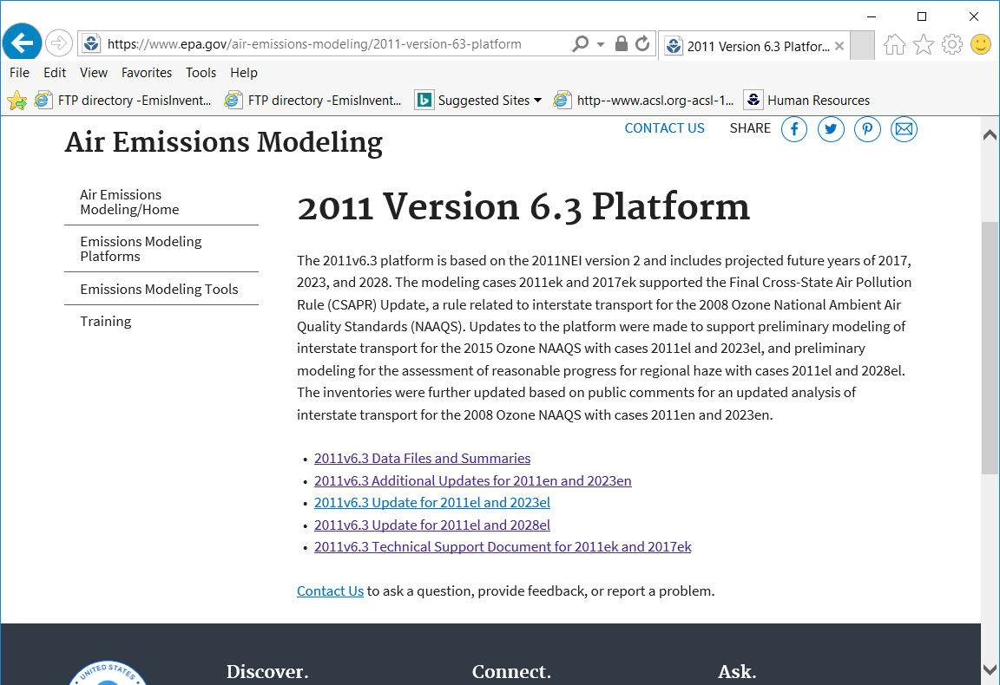 https://www.epa.gov/air-emissions-modeling/2011-version-63-platform
2011 Version 6.3 Platfor...
File Edit View Favorites Tools Help
FTP directory -EmisInvent... FTP directory -EmisInvent... Suggested Sites http--www.acsl.org-acsl-1... Human Resources
CONTACT US SHARE
Air Emissions Modeling
Air Emissions
Modeling/Home
Emissions Modeling
Platforms
Emissions Modeling Tools
Training
2011 Version 6.3 Platform
The 2011v6.3 platform is based on the 2011NEI version 2 and includes projected future years of 2017,
2023, and 2028. The modeling cases 2011ek and 2017ek supported the Final Cross-State Air Pollution
Rule (CSAPR) Update, a rule related to interstate transport for the 2008 Ozone National Ambient Air
Quality Standards (NAAQS). Updates to the platform were made to support preliminary modeling of
interstate transport for the 2015 Ozone NAAQS with cases 2011el and 2023el, and preliminary
modeling for the assessment of reasonable progress for regional haze with cases 2011el and 2028el.
The inventories were further updated based on public comments for an updated analysis of
interstate transport for the 2008 Ozone NAAQS with cases 2011en and 2023en.
• 2011v6.3 Data Files and Summaries
• 2011v6.3 Additional Updates for 2011en and 2023en
• 2011v6.3 Update for 2011el and 2023el
• 2011v6.3 Update for 2011el and 2028el
• 2011v6.3 Technical Support Document for 2011ek and 2017ek
Contact Us to ask a question, provide feedback, or report a problem.
UNITED STATES
Discover. Connect. Ask.